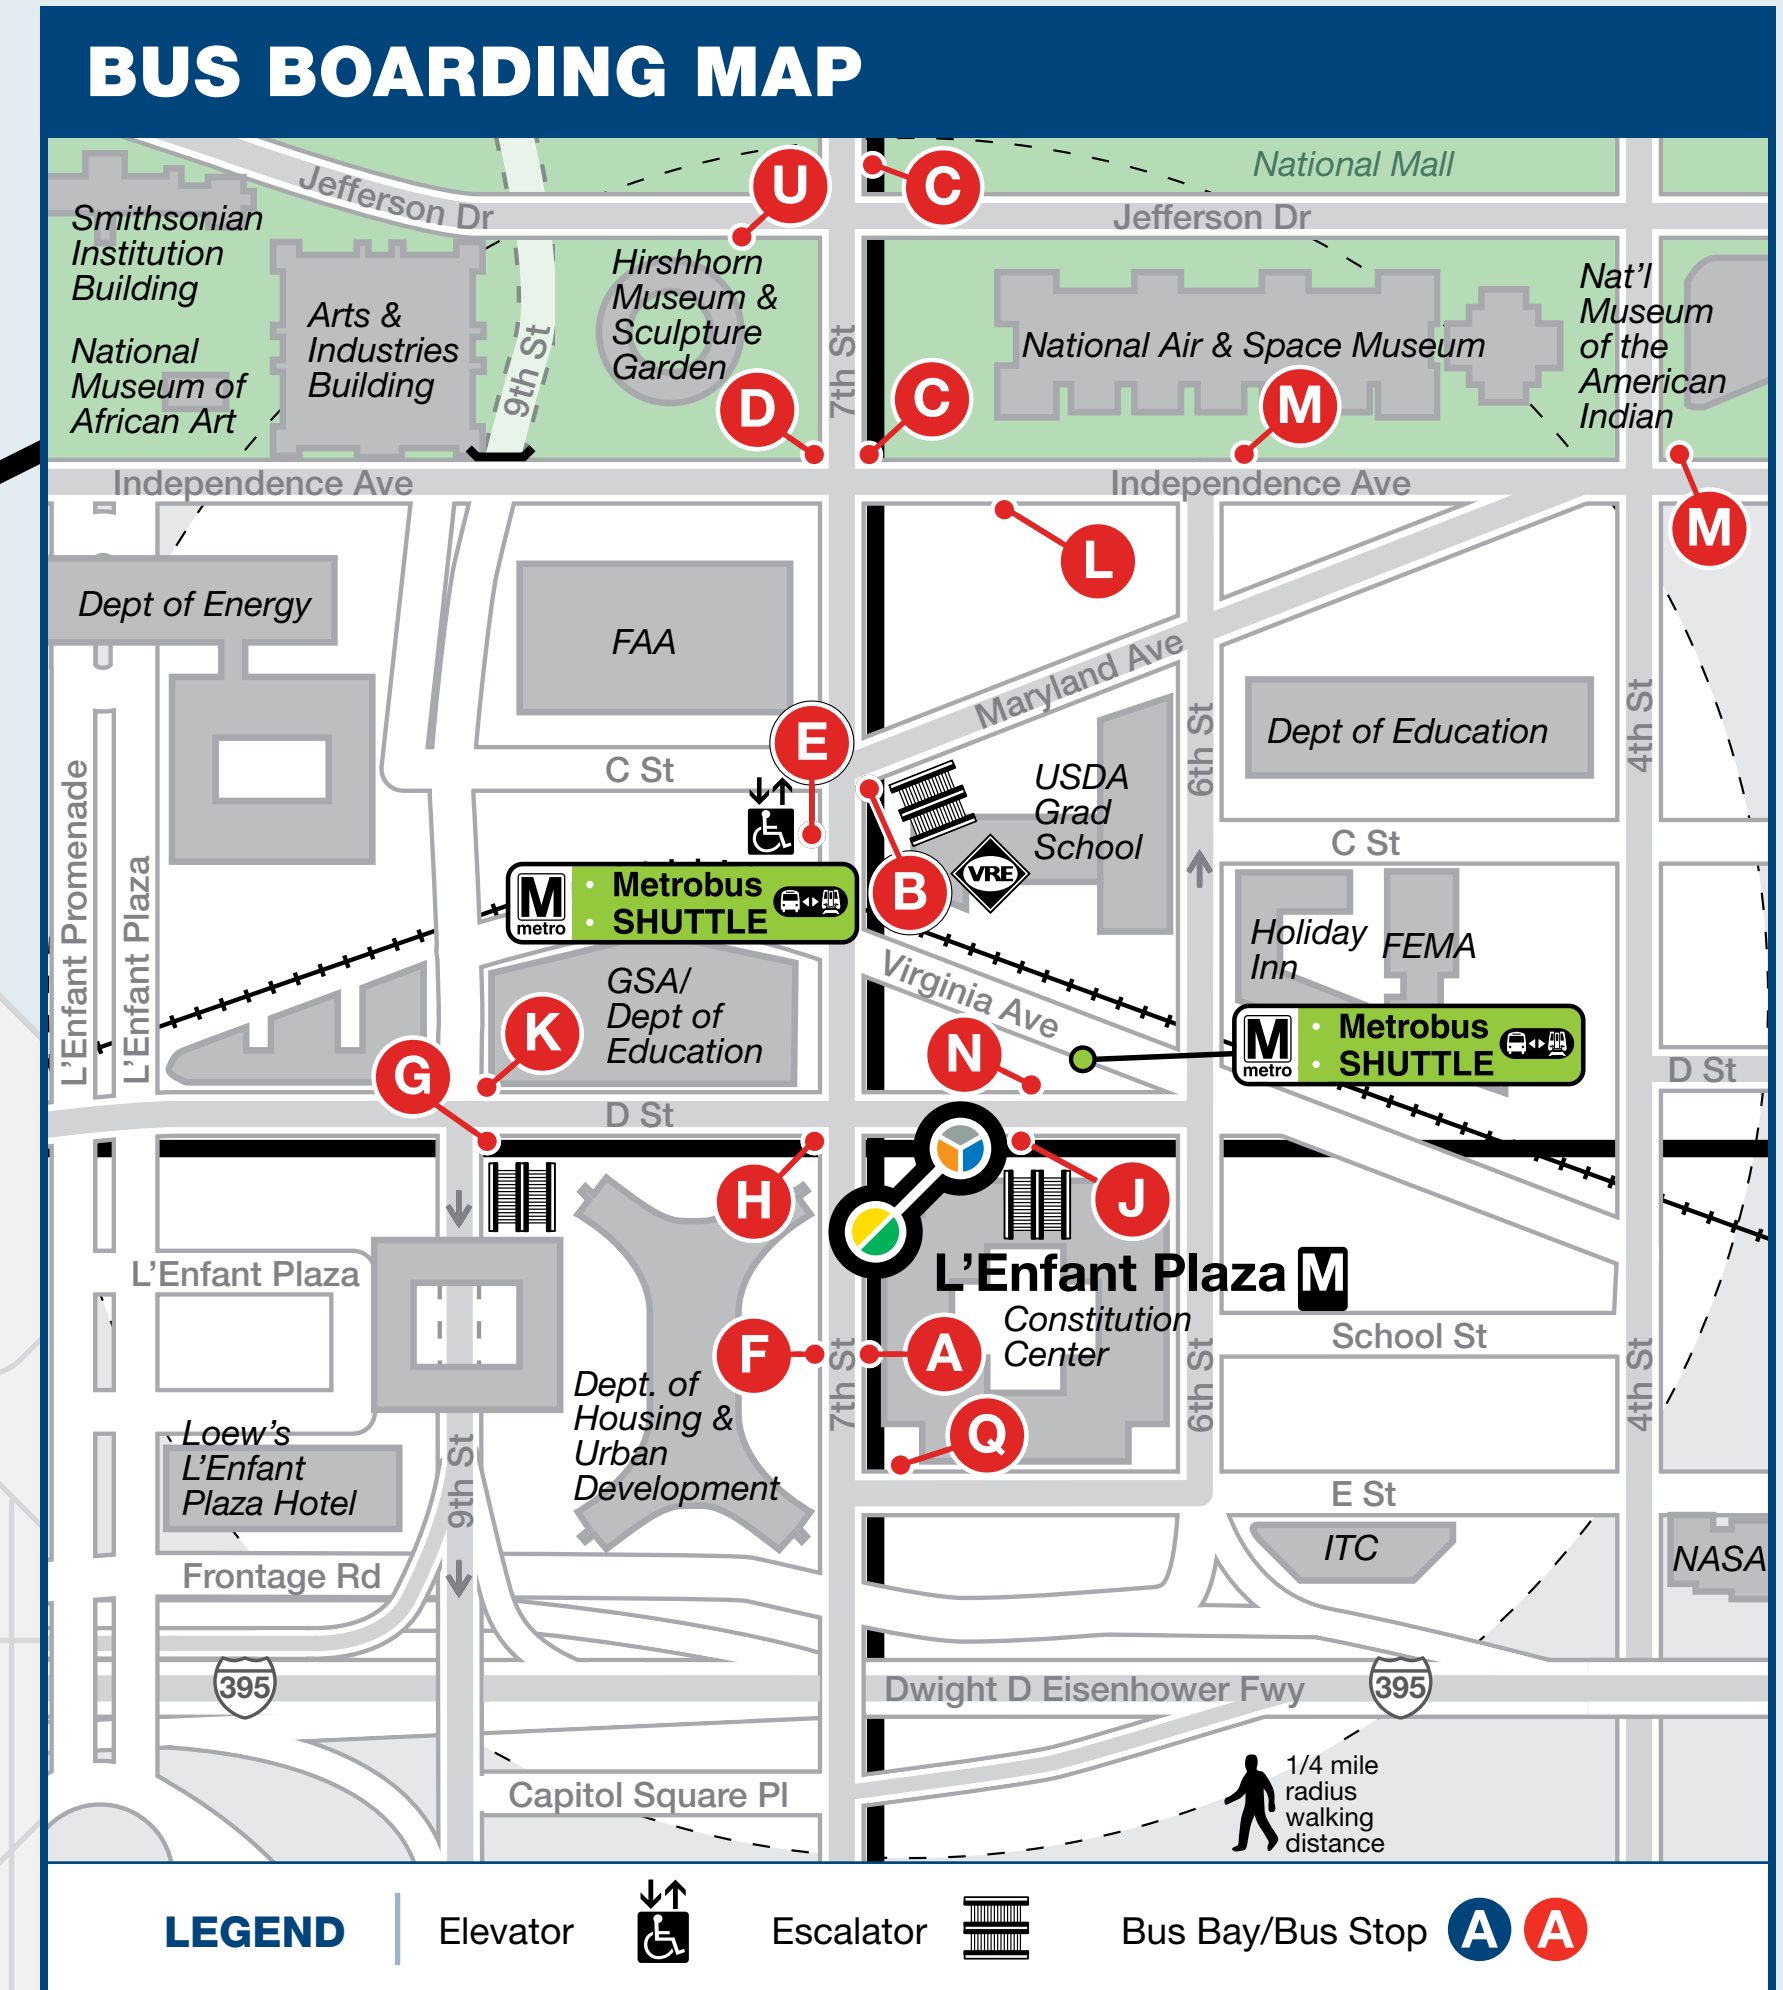 BUS BOARDING MAP
U
C
National Mall
Jefferson Dr
Jefferson Dr
Smithsonian
Institution
Building
Hirshhorn
Museum &
Sculpture
Garden
Nat'l
Museum
of the
American
Indian
Arts &
Industries
Building
National
Museum of
African Art
9th St
7th St
National Air & Space Museum
D
C
M
Independence Ave
Independence Ave
M
L
Dept of Energy
FAA
Maryland Ave
6th St
Dept of Education
4th St
E
C St
USDA
Grad
School
C St
L'Enfant Promenade
L'Enfant Plaza
M
metro
Metrobus
SHUTTLE
B
VRE
Holiday
Inn
FEMA
Virginia Ave
GSA/
Dept of
Education
K
G
N
M
metro
Metrobus
SHUTTLE
D St
D St
H
J
L'Enfant Plaza
L'Enfant Plaza M
Constitution
Center
School St
F
A
7th St
6th St
4th St
Dept. of
Housing &
Urban
Development
Q
Loew's
L'Enfant
Plaza Hotel
9th St
E St
ITC
NASA
Frontage Rd
395
Dwight D Eisenhower Fwy
395
Capitol Square Pl
1/4 mile
radius
walking
distance
LEGEND
Elevator
Escalator
Bus Bay/Bus Stop A A